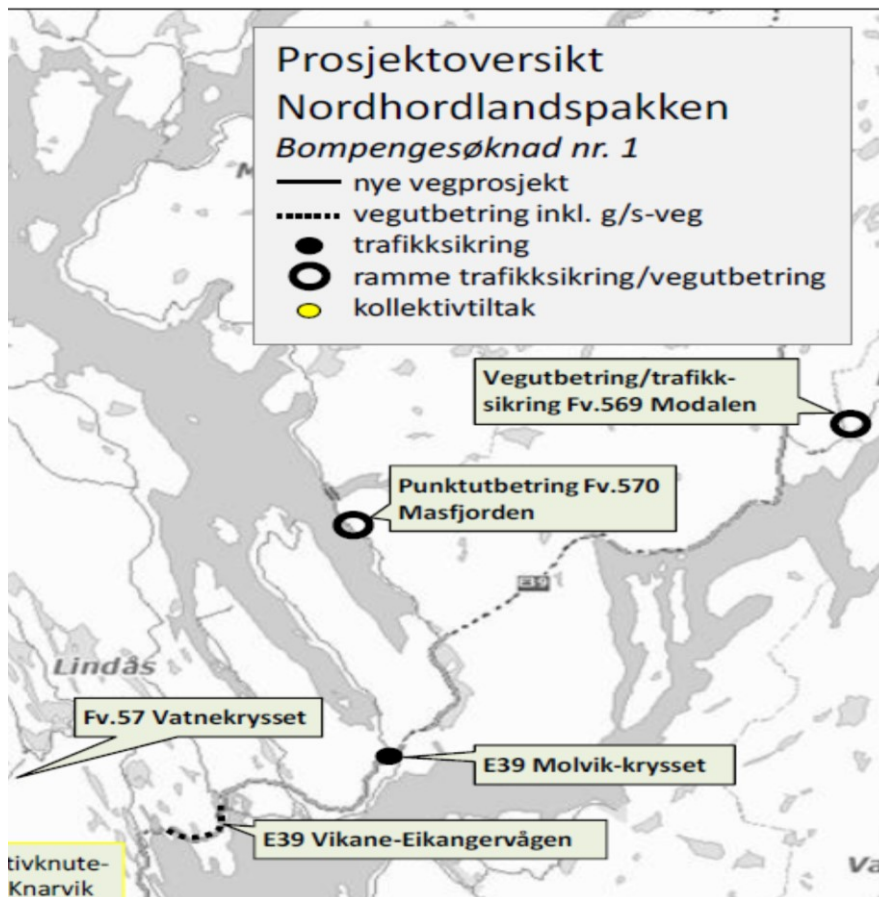 Prosjektoversikt
Nordhordlandspakken
Bompengesøknad nr. 1
nye vegprosjekt
vegutbetring inkl. g/s-veg
trafikksikring
ramme trafikksikring/vegutbetring
kollektivtiltak
Vegutbetring/trafikk-
sikring Fv.569 Modalen
Punktutbetring Fv.570
Masfjorden
E39
Lindås
Fv.57 Vatnekrysset
E39 Molvik-krysset
E39 Vikane-Eikangervågen
tivknute-
Knarvik
Va